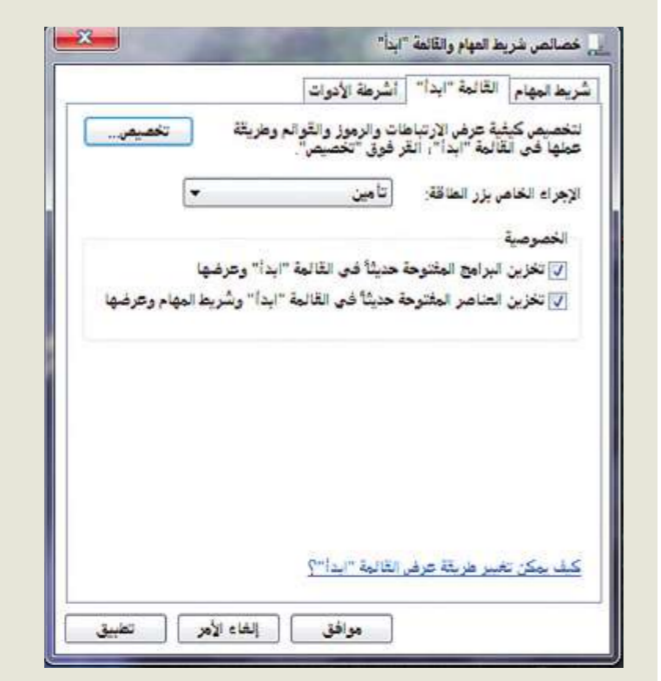 خصائص شريط المهام والقائمة "ابدأ"
شريط المهام القائمة "ابدأ" أشرطة الأدوات
لتخصيص كيفية عرض الارتباطات والرموز والقوائم وطريقة
عملها في القائمة "ابدأ"، انقر فوق "تخصيص".
تخصيص...
الإجراء الخاص بزر الطاقة: تأمين
الخصوصية
تخزين البرامج المفتوحة حديثاً في القائمة "ابدأ" وعرضها
تخزين العناصر المفتوحة حديثاً في القائمة "ابدأ" وشريط المهام وعرضها
كيف يمكن تغيير طريقة عرض القائمة "ابدأ"؟
موافق إلغاء الأمر تطبيق